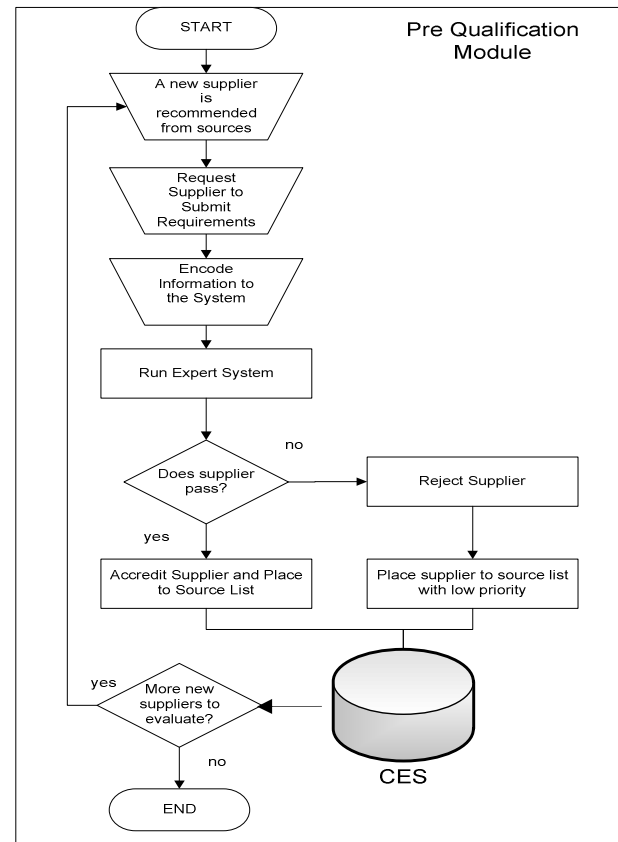 Pre Qualification
Module
START
A new supplier
is
recommended
from sources
Request
Supplier to
Submit
Requirements
Encode
Information to
the System
Run Expert System
no
Does supplier
pass?
Reject Supplier
yes
Accredit Supplier and Place
to Source List
Place supplier to source list
with low priority
yes
More new
suppliers to
evaluate?
no
CES
END